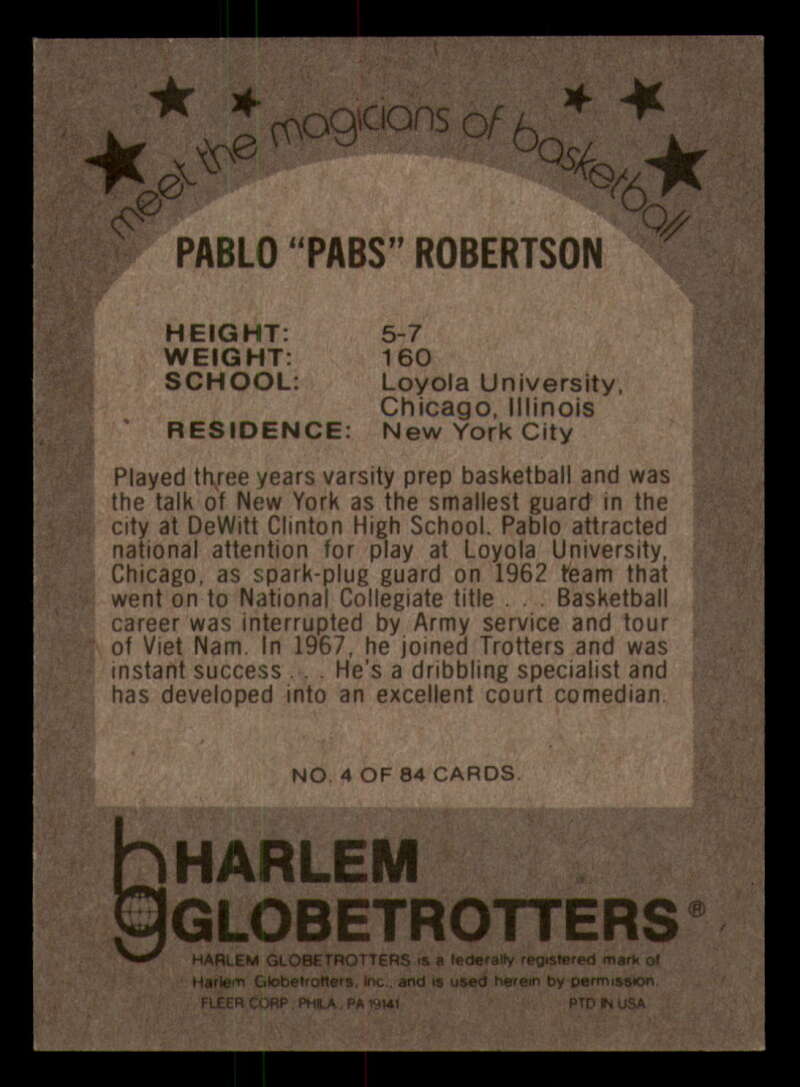 meet the magicians of basketball
PABLO “PABS” ROBERTSON
HEIGHT: 5-7
WEIGHT: 160
SCHOOL: Loyola University,
Chicago, Illinois
RESIDENCE: New York City
Played three years varsity prep basketball and was
the talk of New York as the smallest guard in the
city at DeWitt Clinton High School. Pablo attracted
national attention for play at Loyola University,
Chicago, as spark-plug guard on 1962 team that
went on to National Collegiate title . . . Basketball
career was interrupted by Army service and tour
of Viet Nam. In 1967, he joined Trotters and was
instant success . . . He's a dribbling specialist and
has developed into an excellent court comedian.
NO. 4 OF 84 CARDS.
hg HARLEM
GLOBETROTTERS®
HARLEM GLOBETROTTERS is a federally registered mark of
Harlem Globetrotters, Inc., and is used herein by permission.
FLEER CORP., PHILA., PA 19141 PTD IN USA